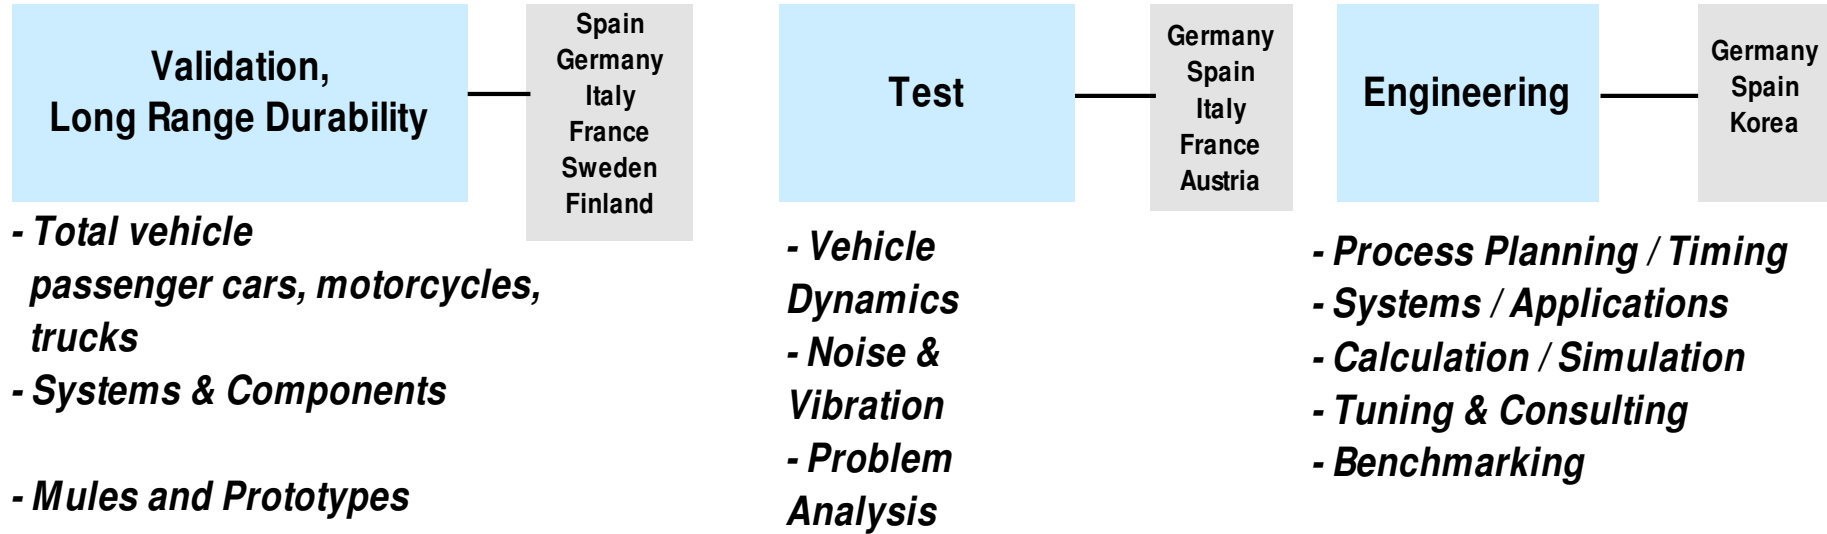 Validation,
Long Range Durability
Spain
Germany
Italy
France
Sweden
Finland
- Total vehicle
passenger cars, motorcycles,
trucks
- Systems & Components
- Mules and Prototypes
Test
Germany
Spain
Italy
France
Austria
- Vehicle
Dynamics
- Noise &
Vibration
- Problem
Analysis
Engineering
Germany
Spain
Korea
- Process Planning / Timing
- Systems / Applications
- Calculation / Simulation
- Tuning & Consulting
- Benchmarking